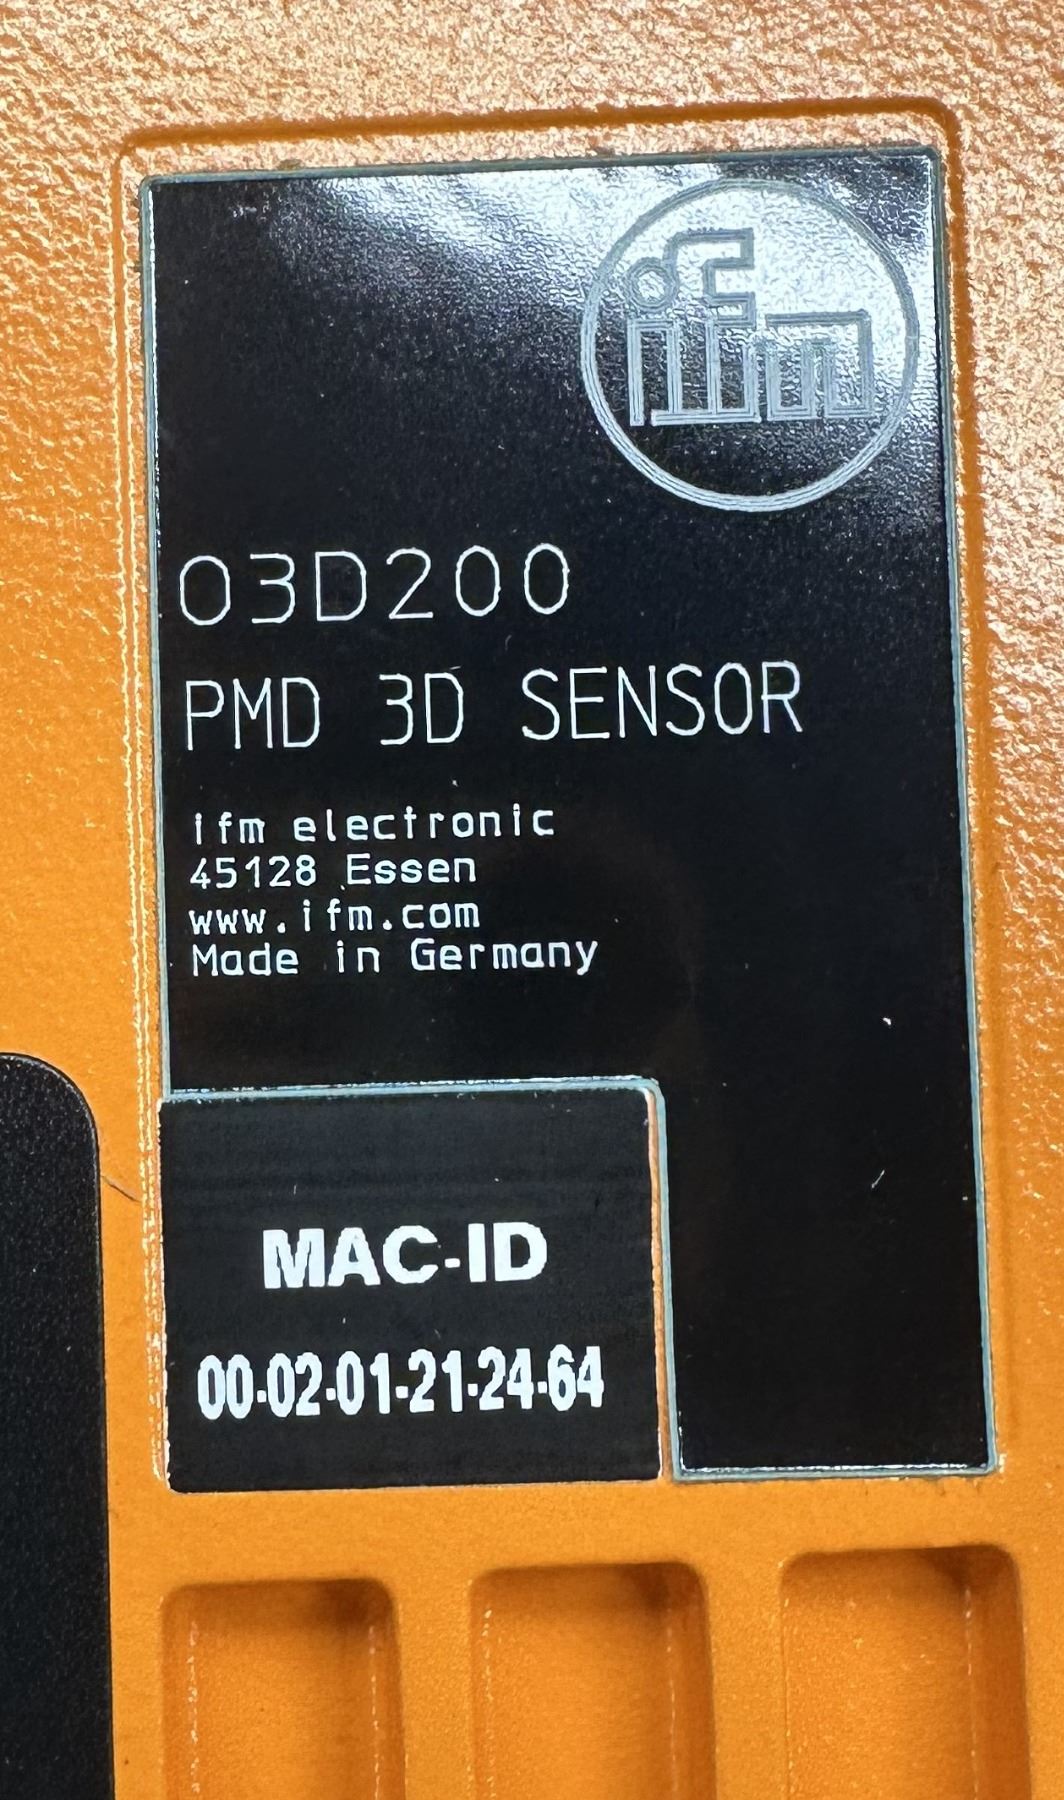 ifm
O3D200
PMD 3D SENSOR
ifm electronic
45128 Essen
www.ifm.com
Made in Germany
MAC-ID
00-02-01-21-24-64